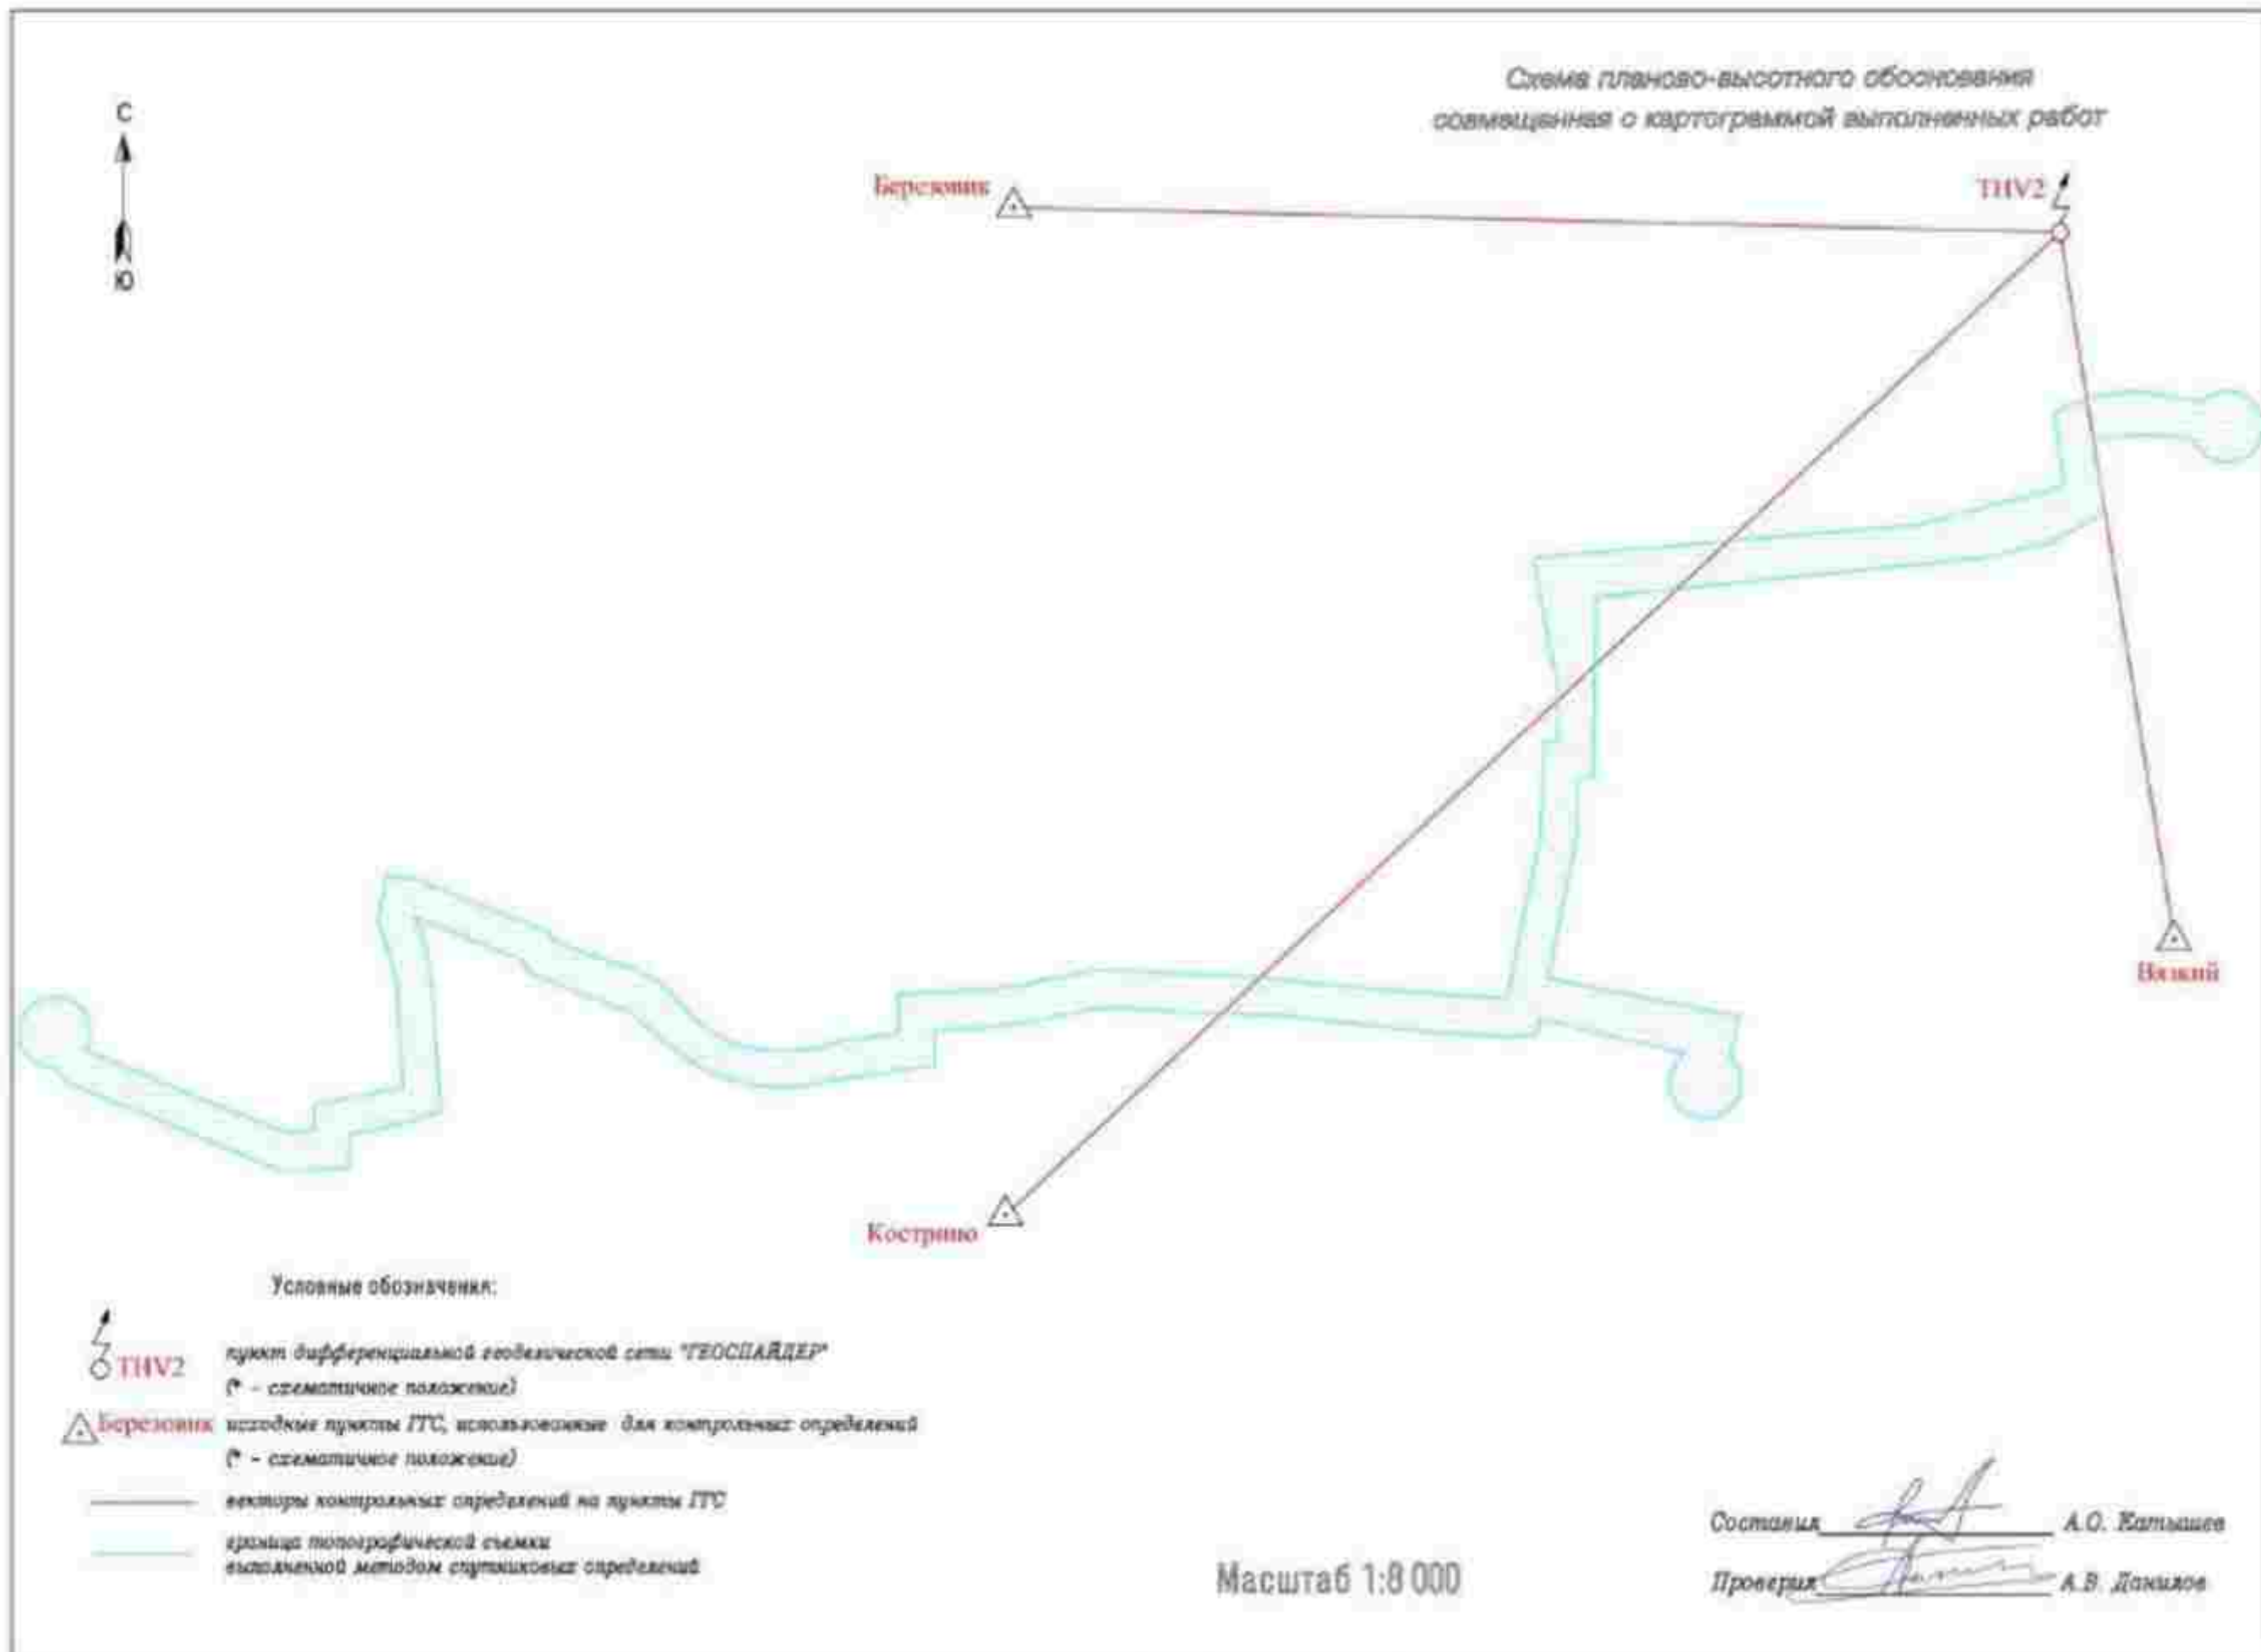 Схема планово-высотного обоснования
совмещенная с картограммой выполненных работ
С
Ю
Березовик
THV2
Вязкий
Кострино
Условные обозначения:
THV2
пункт дифференциальной геодезической сети "ГЕОСПАЙДЕР"
(* - схематичное положение)
Березовик исходные пункты ГГС, использованные для контрольных определений
(* - схематичное положение)
векторы контрольных определений на пункты ГГС
граница топографической съемки
выполненной методом спутниковых определений
Масштаб 1:8 000
Составил А.О. Катышев
Проверил А.В. Данилов